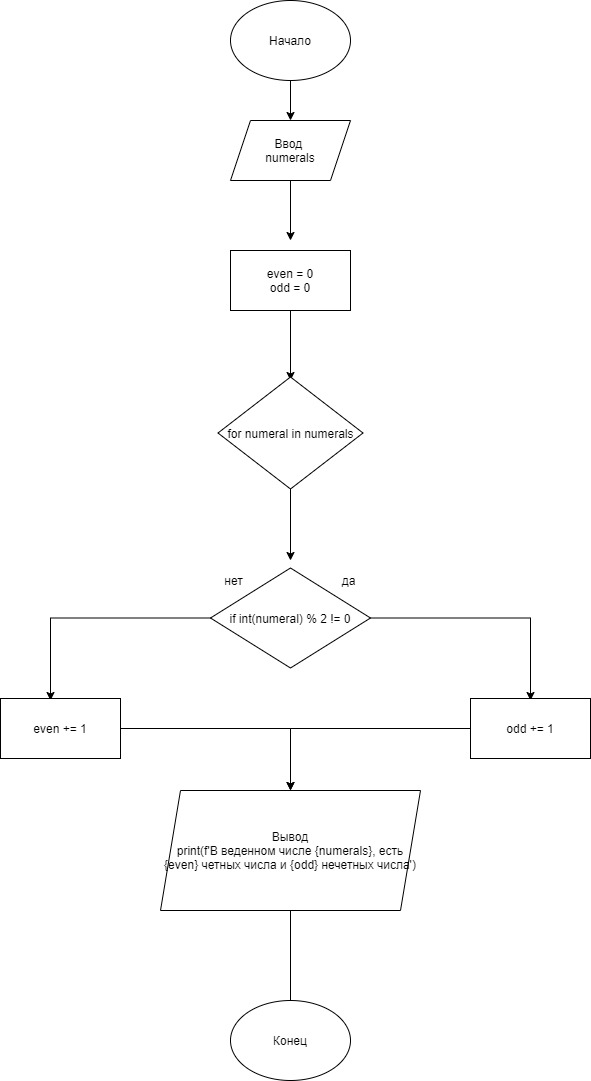 Начало
Ввод
numerals
even = 0
odd = 0
for numeral in numerals
нет
да
if int(numeral) % 2 != 0
even += 1
odd += 1
Вывод
print(f'В веденном числе {numerals}, есть
{even} четных числа и {odd} нечетных числа')
Конец